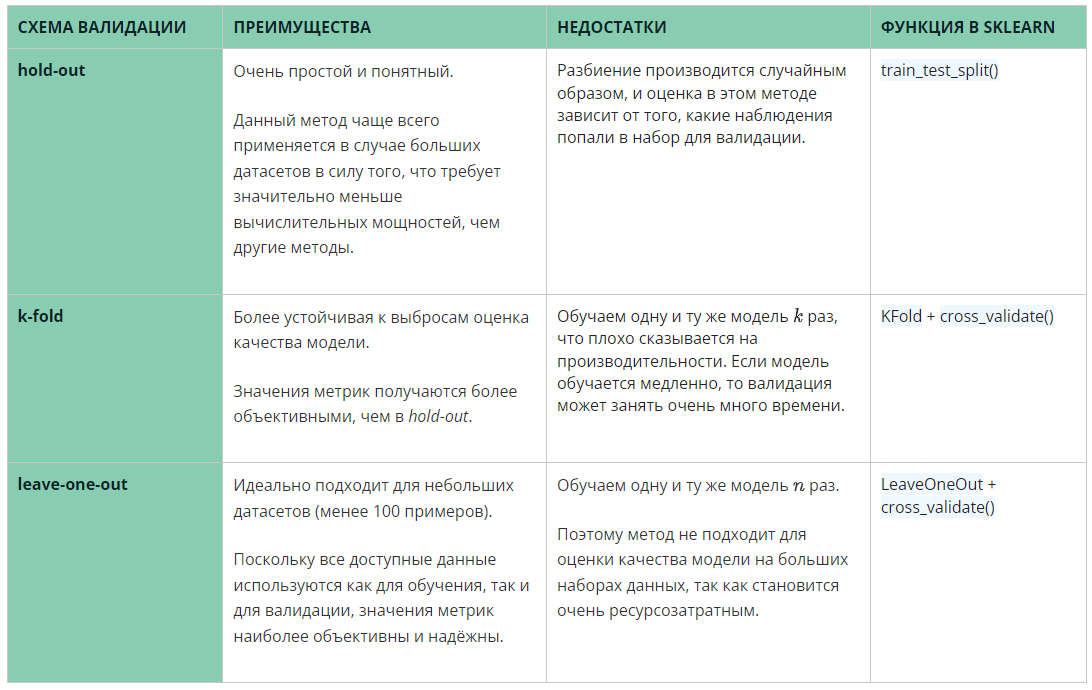 СХЕМА ВАЛИДАЦИИ
ПРЕИМУЩЕСТВА
НЕДОСТАТКИ
ФУНКЦИЯ В SKLEARN
hold-out
Очень простой и понятный.
Данный метод чаще всего
применяется в случае больших
датасетов в силу того, что требует
значительно меньше
вычислительных мощностей, чем
другие методы.
Разбиение производится случайным
образом, и оценка в этом методе
зависит от того, какие наблюдения
попали в набор для валидации.
train_test_split()
k-fold
Более устойчивая к выбросам оценка
качества модели.
Значения метрик получаются более
объективными, чем в hold-out.
Обучаем одну и ту же модель k раз,
что плохо сказывается на
производительности. Если модель
обучается медленно, то валидация
может занять очень много времени.
KFold + cross_validate()
leave-one-out
Идеально подходит для небольших
датасетов (менее 100 примеров).
Поскольку все доступные данные
используются как для обучения, так и
для валидации, значения метрик
наиболее объективны и надёжны.
Обучаем одну и ту же модель n раз.
Поэтому метод не подходит для
оценки качества модели на больших
наборах данных, так как становится
очень ресурсозатратным.
LeaveOneOut +
cross_validate()